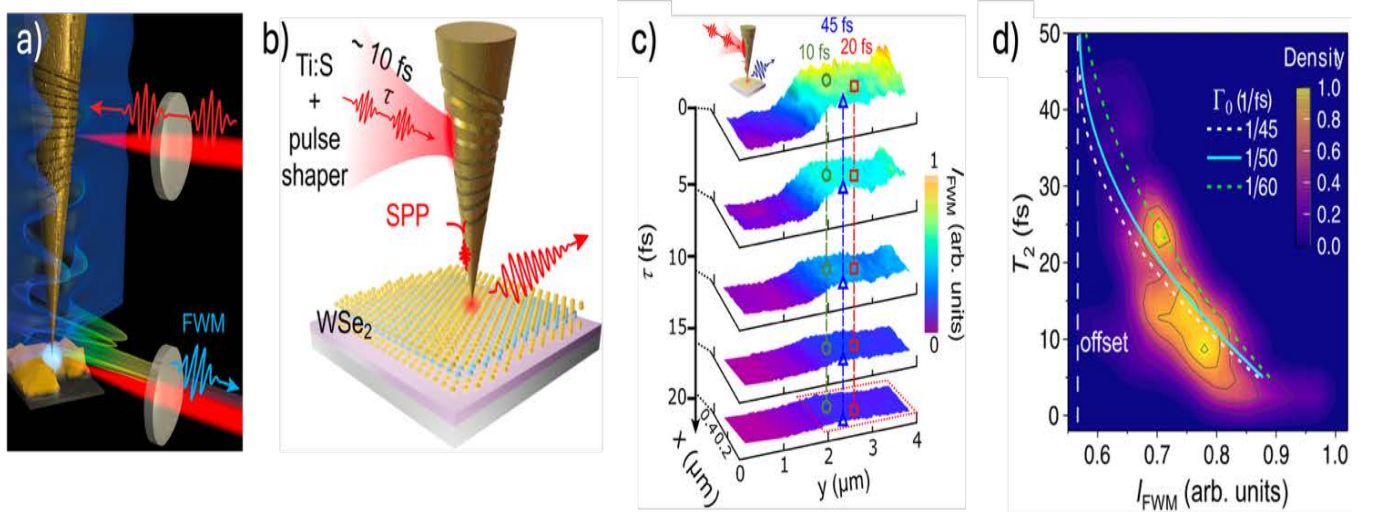 a)
FWM
b)
~ 10 fs
τ
Ti:S
+
pulse
shaper
SPP
WSe₂
c)
45 fs
10 fs
20 fs
0
5
10
15
20
τ (fs)
1
0
I_FWM (arb. units)
0.4
0.2
x (μm)
0
1
2
3
4
y (μm)
d)
50
40
30
20
10
0
T₂ (fs)
Density
1.0
0.8
0.6
0.4
0.2
0.0
Γ₀ (1/fs)
1/45
1/50
1/60
offset
0.6
0.7
0.8
0.9
1.0
I_FWM (arb. units)